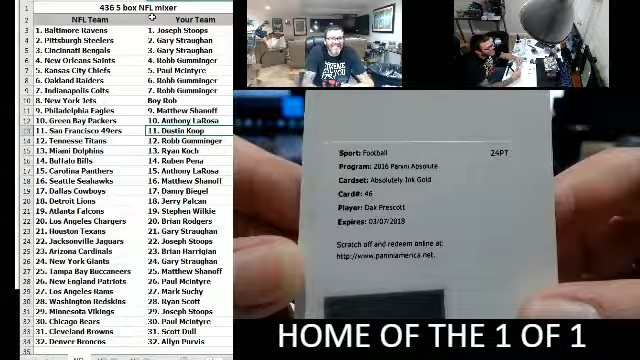 436 5 box NFL mixer
NFL Team Your Team
1. Baltimore Ravens 1. Joseph Stoops
2. Pittsburgh Steelers 2. Gary Straughan
3. Cincinnati Bengals 3. Gary Straughan
4. New Orleans Saints 4. Robb Gumminger
5. Kansas City Chiefs 5. Paul Mcintyre
6. Oakland Raiders 6. Robb Gumminger
7. Indianapolis Colts 7. Robb Gumminger
8. New York Jets Boy Rob
9. Philadelphia Eagles 9. Matthew Shanoff
10. Green Bay Packers 10. Anthony LaRosa
11. San Francisco 49ers 11. Dustin Koop
12. Tennesse Titans 12. Robb Gumminger
13. Miami Dolphins 13. Ryan Koch
14. Buffalo Bills 14. Ruben Pena
15. Carolina Panthers 15. Anthony LaRosa
16. Seattle Seahawks 16. Matthew Shanoff
17. Dallas Cowboys 17. Danny Biegel
18. Detroit Lions 18. Jerry Palcan
19. Atlanta Falcons 19. Stephen Wilkie
20. Los Angeles Chargers 20. Brian Rodgers
21. Houston Texans 21. Gary Straughan
22. Jacksonville Jaguars 22. Joseph Stoops
23. Arizona Cardinals 23. Brian Harrigian
24. New York Giants 24. Gary Straughan
25. Tampa Bay Buccaneers 25. Matthew Shanoff
26. New England Patriots 26. Paul Mcintyre
27. Los Angeles Rams 27. Mark Suchy
28. Washington Redskins 28. Ryan Scott
29. Minnesota Vikings 29. Joseph Stoops
30. Chicago Bears 30. Paul Mcintyre
31. Cleveland Browns 31. Scott Dull
32. Denver Broncos 32. Allyn Purvis
Sport: Football 24PT
Program: 2016 Panini Absolute
Cardset: Absolutely Ink Gold
Card#: 46
Player: Dak Prescott
Expires: 03/07/2018
Scratch off and redeem online at:
http://www.paniniamerica.net.
HOME OF THE 1 OF 1